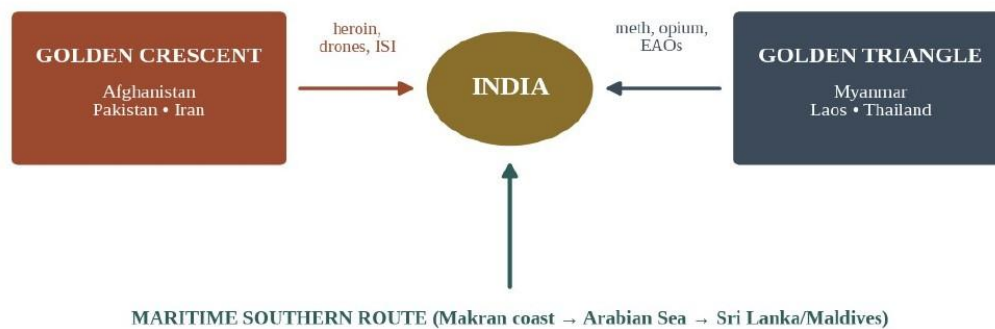 GOLDEN CRESCENT
Afghanistan
Pakistan • Iran
heroin,
drones, ISI
INDIA
meth, opium,
EAOs
GOLDEN TRIANGLE
Myanmar
Laos • Thailand
MARITIME SOUTHERN ROUTE (Makran coast → Arabian Sea → Sri Lanka/Maldives)